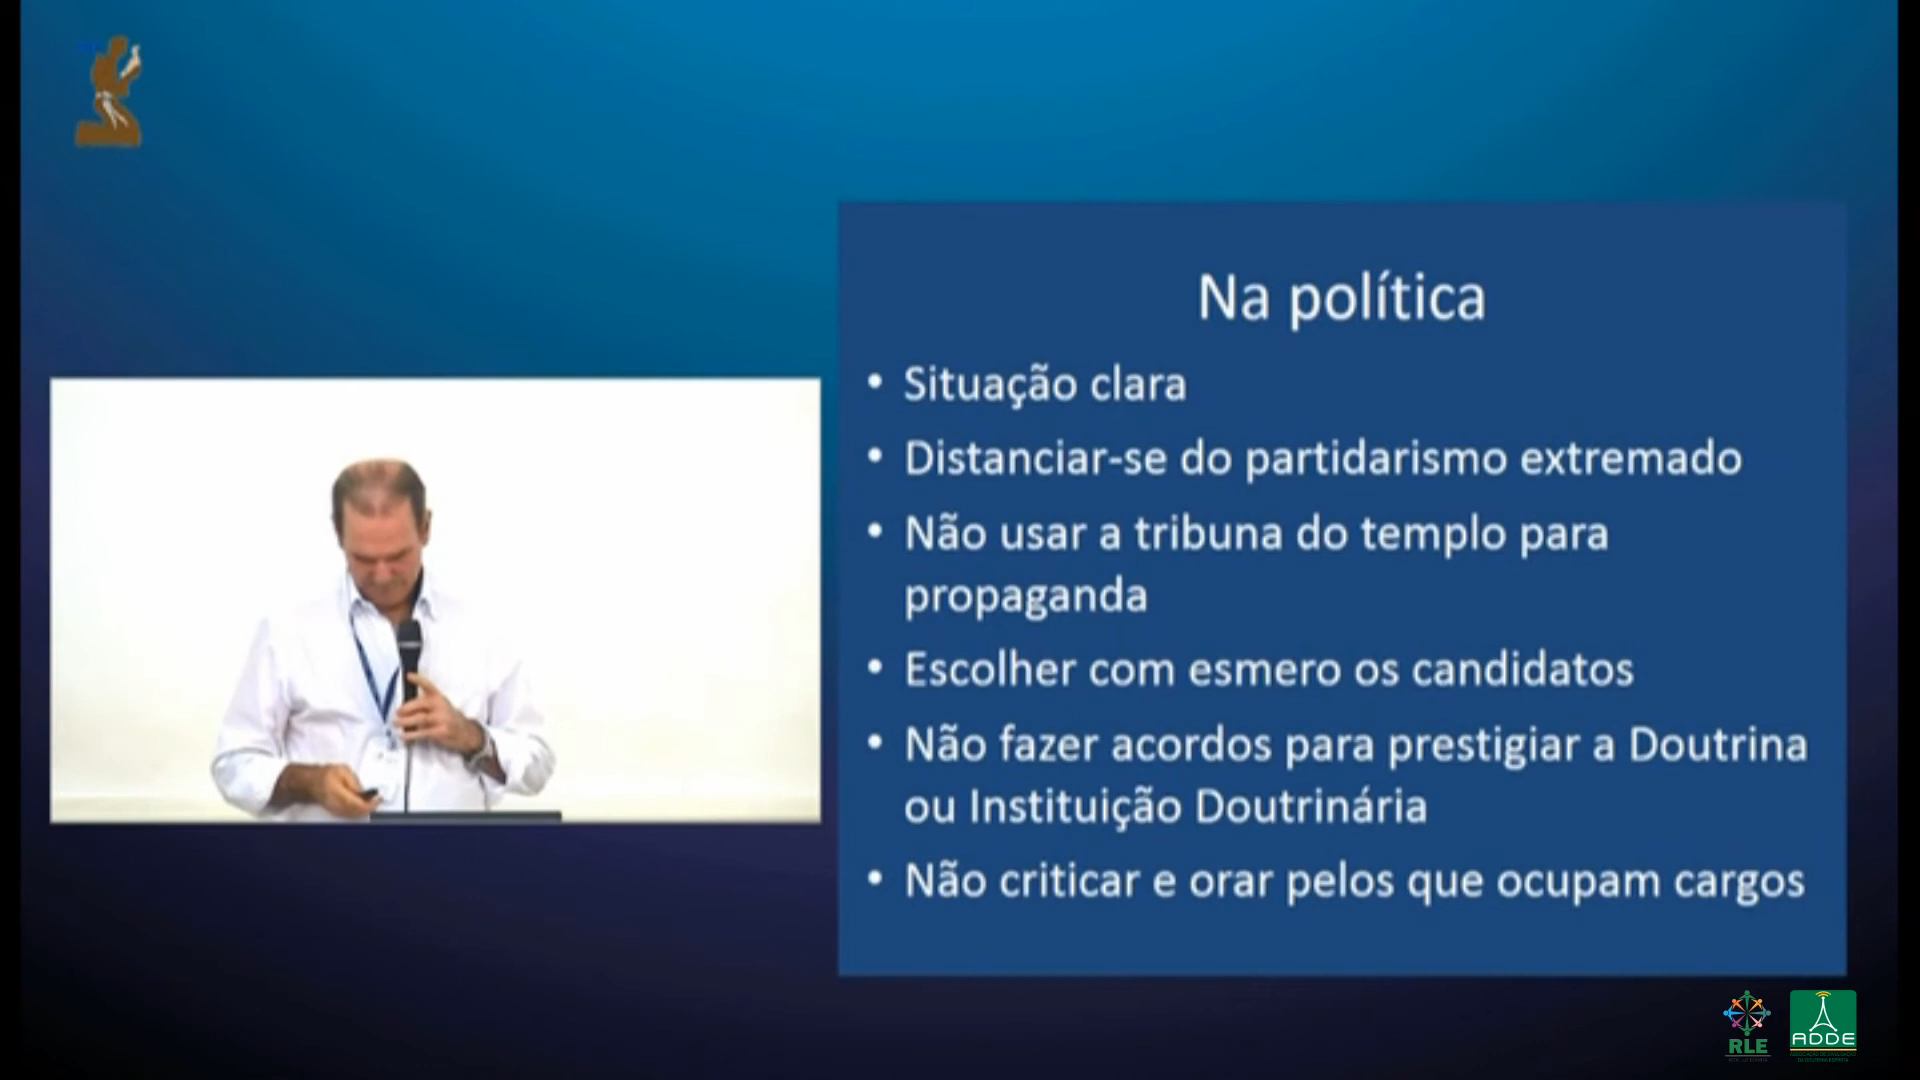 Na política
• Situação clara
• Distanciar-se do partidarismo extremado
• Não usar a tribuna do templo para
propaganda
• Escolher com esmero os candidatos
• Não fazer acordos para prestigiar a Doutrina
ou Instituição Doutrinária
• Não criticar e orar pelos que ocupam cargos
RLE
ADDE